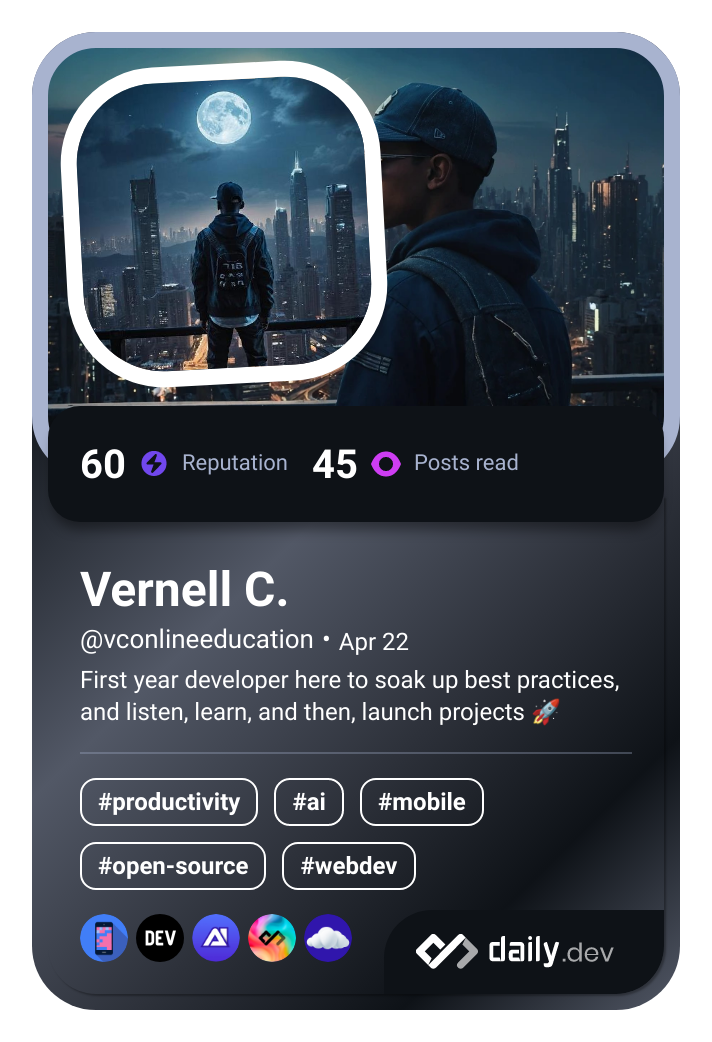 60 Reputation 45 Posts read
Vernell C.
@vconlineeducation • Apr 22
First year developer here to soak up best practices,
and listen, learn, and then, launch projects 🚀
#productivity #ai #mobile
#open-source #webdev
DEV
daily.dev